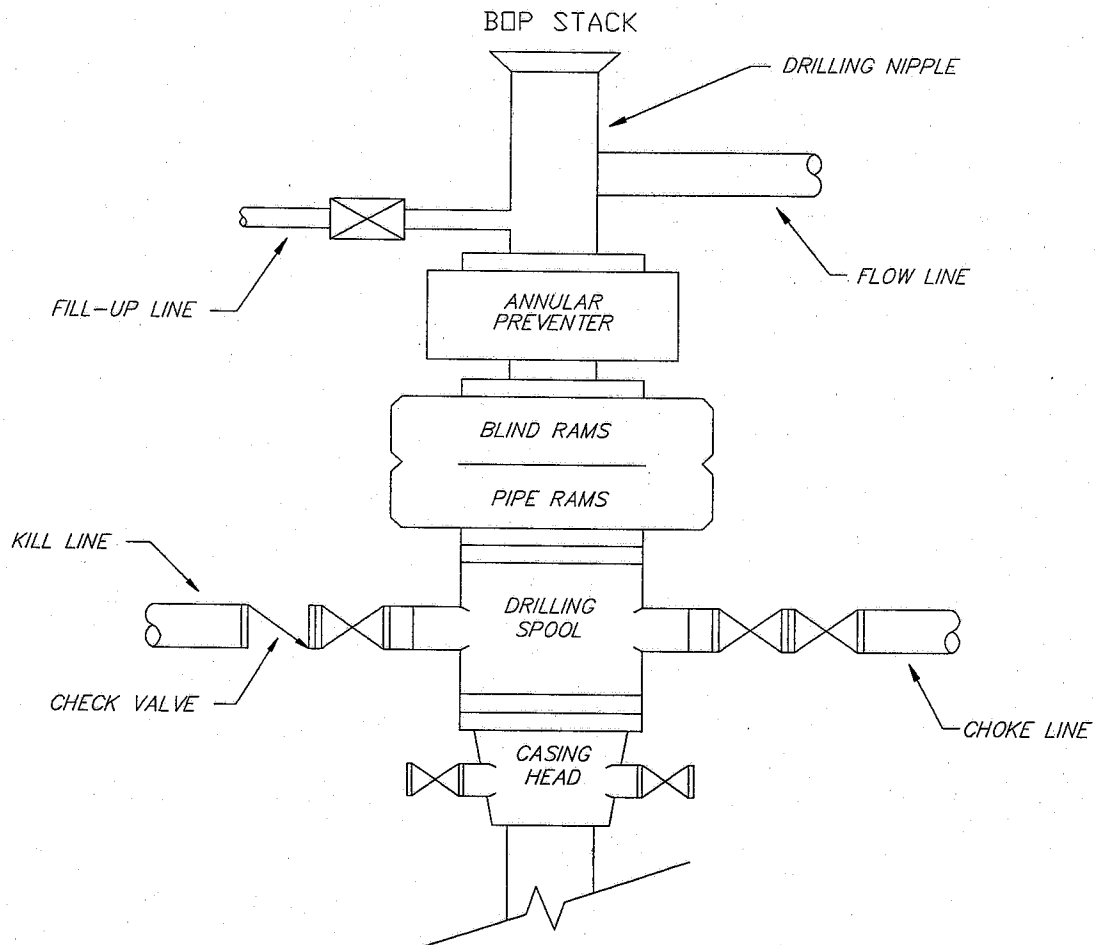 BOP STACK
DRILLING NIPPLE
FLOW LINE
FILL-UP LINE
ANNULAR
PREVENTER
BLIND RAMS
PIPE RAMS
KILL LINE
DRILLING
SPOOL
CHECK VALVE
CHOKE LINE
CASING
HEAD